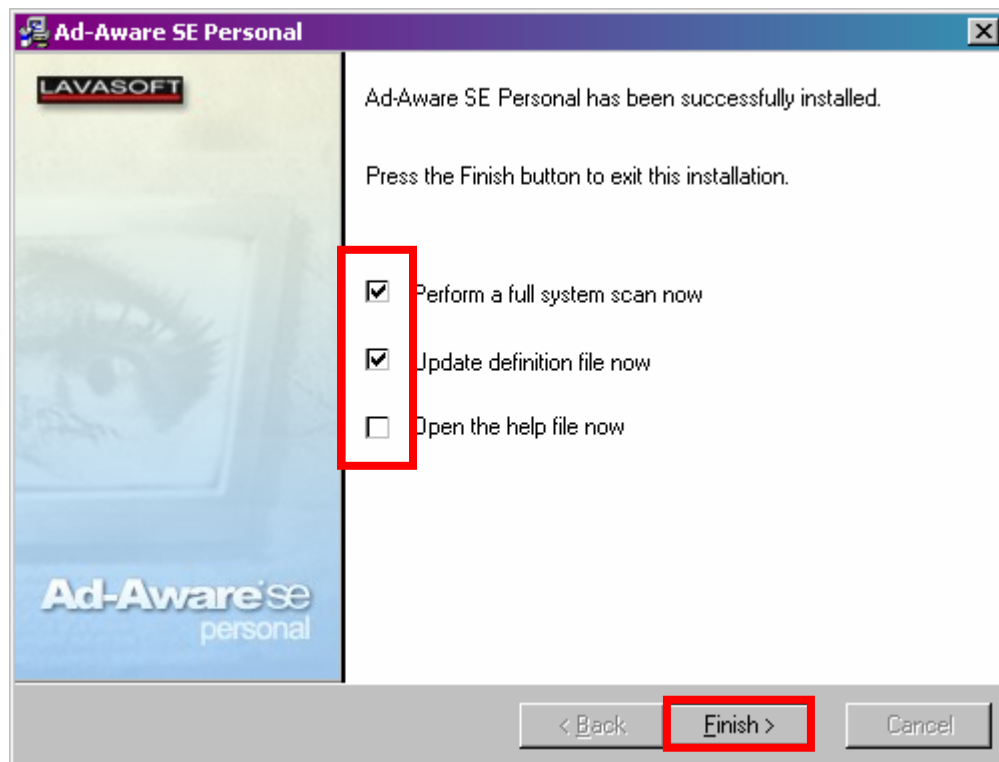 Ad-Aware SE Personal
LAVASOFT
Ad-Aware SE Personal has been successfully installed.
Press the Finish button to exit this installation.
Perform a full system scan now
Update definition file now
Open the help file now
Ad-Aware se
personal
< Back
Finish >
Cancel